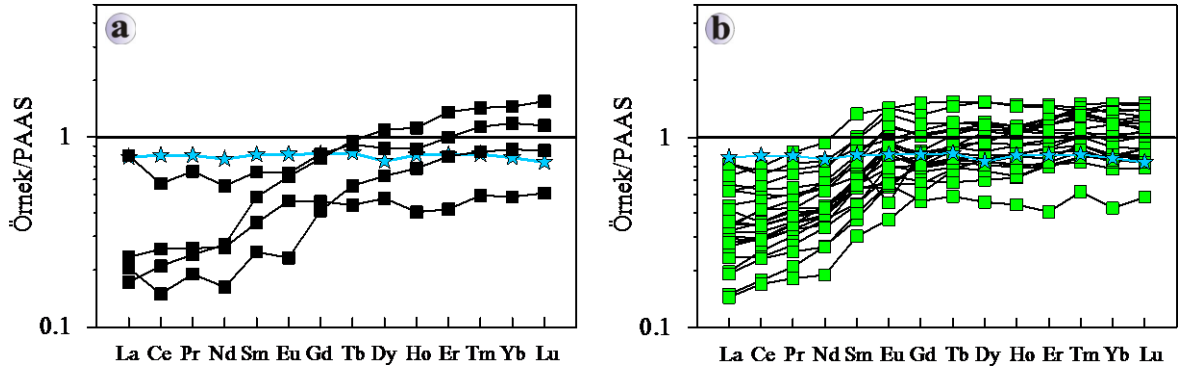 a
Örnek/PAAS
1
0.1
La Ce Pr Nd Sm Eu Gd Tb Dy Ho Er Tm Yb Lu
b
Örnek/PAAS
1
0.1
La Ce Pr Nd Sm Eu Gd Tb Dy Ho Er Tm Yb Lu